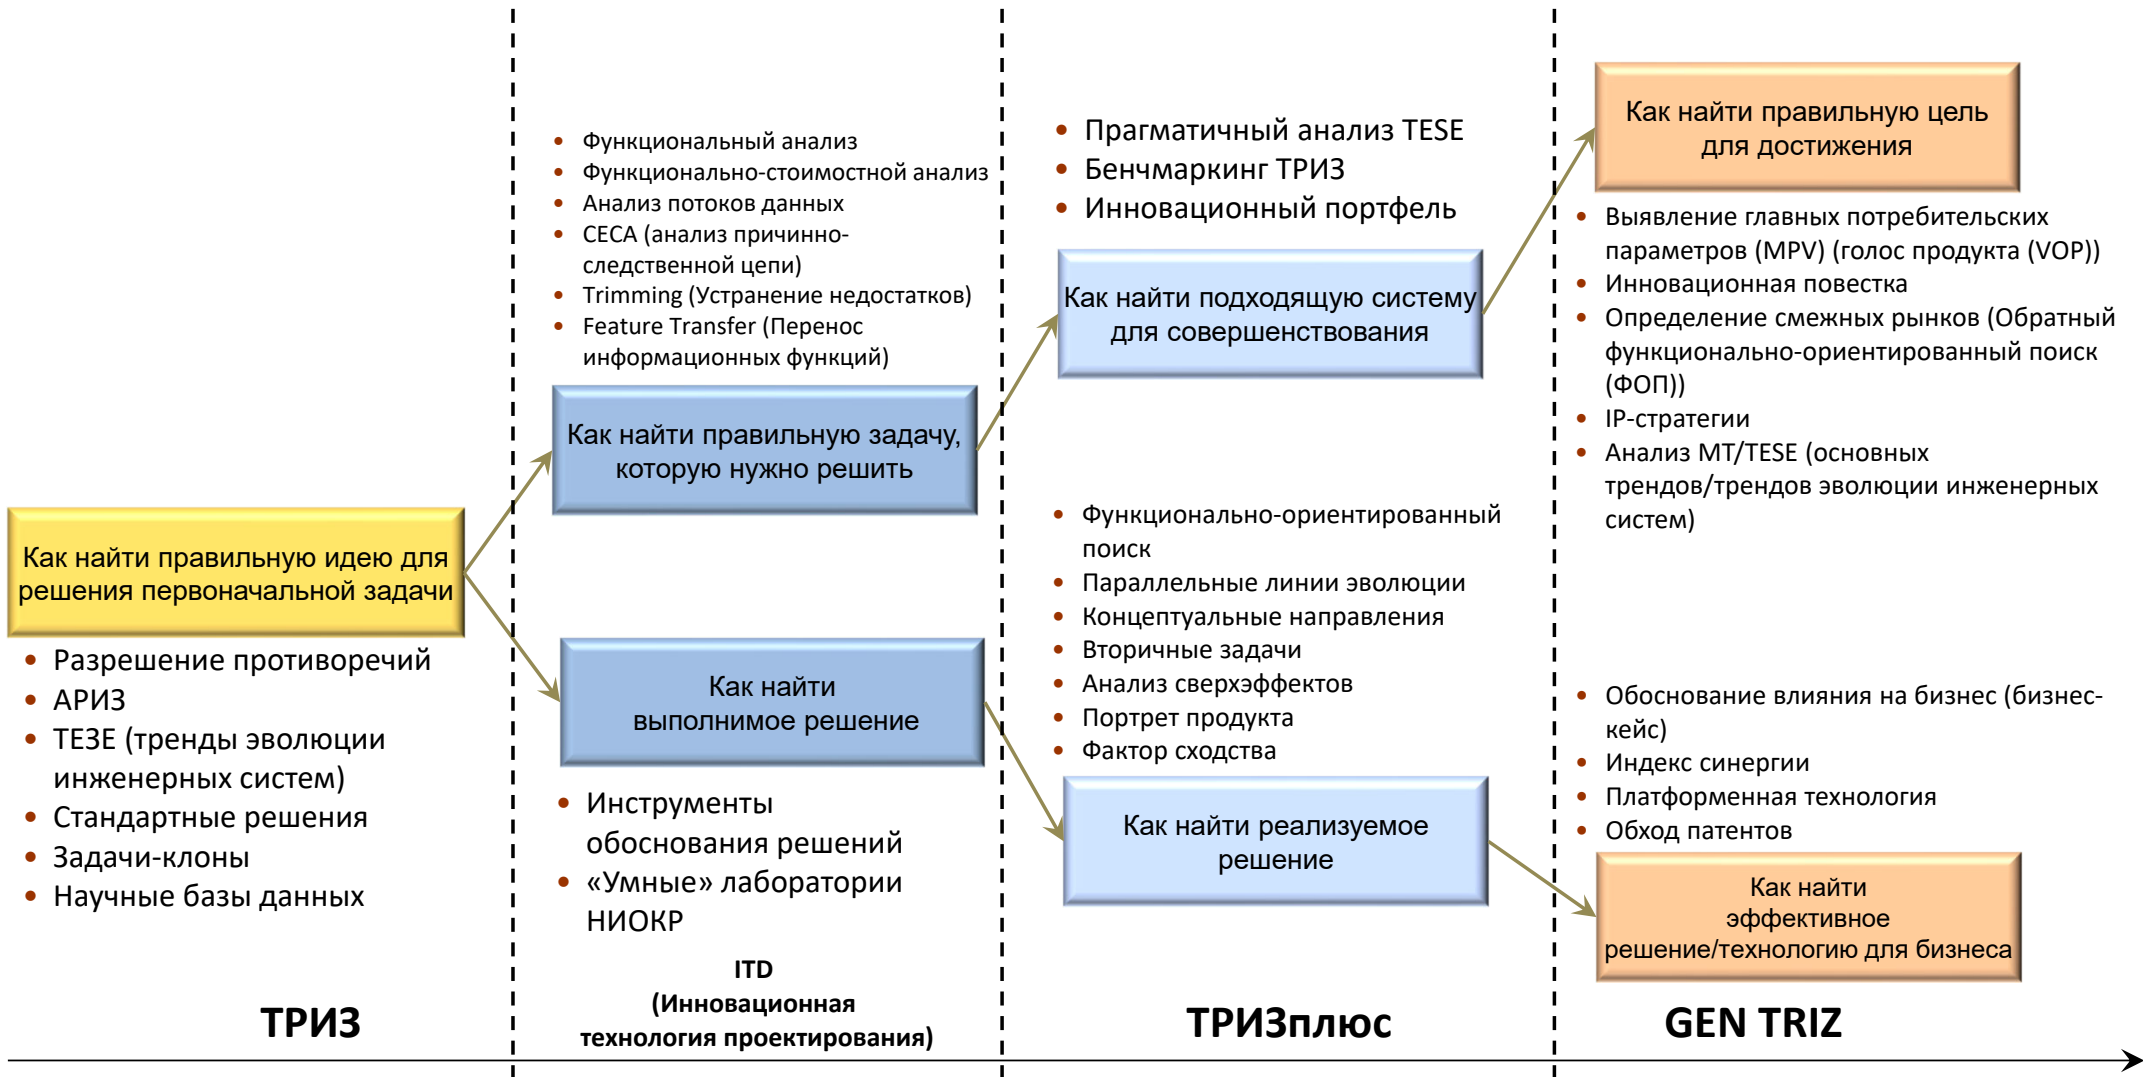 Как найти правильную идею для
решения первоначальной задачи
• Разрешение противоречий
• АРИЗ
• ТЕЗЕ (тренды эволюции
инженерных систем)
• Стандартные решения
• Задачи-клоны
• Научные базы данных
ТРИЗ
• Функциональный анализ
• Функционально-стоимостной анализ
• Анализ потоков данных
• CECA (анализ причинно-
следственной цепи)
• Trimming (Устранение недостатков)
• Feature Transfer (Перенос
информационных функций)
Как найти правильную задачу,
которую нужно решить
Как найти
выполнимое решение
• Инструменты
обоснования решений
• «Умные» лаборатории
НИОКР
ITD
(Инновационная
технология проектирования)
• Прагматичный анализ TESE
• Бенчмаркинг ТРИЗ
• Инновационный портфель
Как найти подходящую систему
для совершенствования
• Функционально-ориентированный
поиск
• Параллельные линии эволюции
• Концептуальные направления
• Вторичные задачи
• Анализ сверхэффектов
• Портрет продукта
• Фактор сходства
Как найти реализуемое
решение
ТРИЗплюс
Как найти правильную цель
для достижения
• Выявление главных потребительских
параметров (MPV) (голос продукта (VOP))
• Инновационная повестка
• Определение смежных рынков (Обратный
функционально-ориентированный поиск
(ФОП))
• IP-стратегии
• Анализ MT/TESE (основных
трендов/трендов эволюции инженерных
систем)
• Обоснование влияния на бизнес (бизнес-
кейс)
• Индекс синергии
• Платформенная технология
• Обход патентов
Как найти
эффективное
решение/технологию для бизнеса
GEN TRIZ